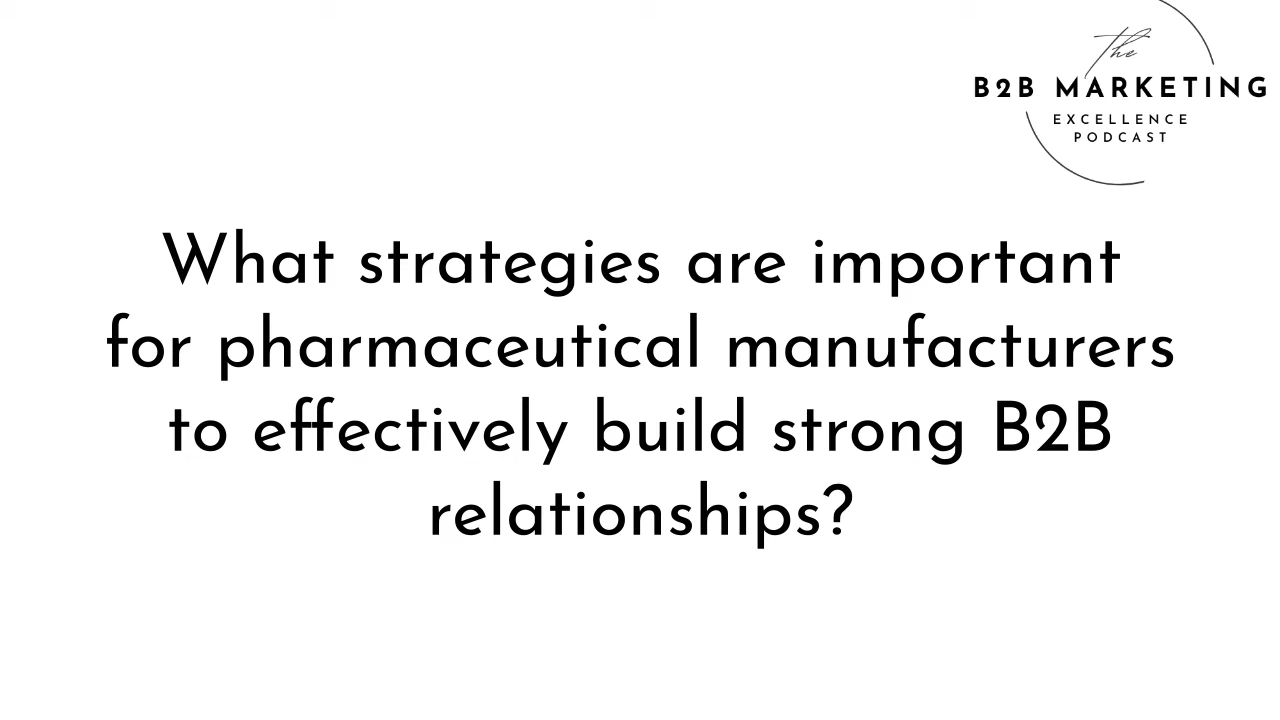 The
B2B MARKETING
EXCELLENCE
PODCAST
What strategies are important
for pharmaceutical manufacturers
to effectively build strong B2B
relationships?